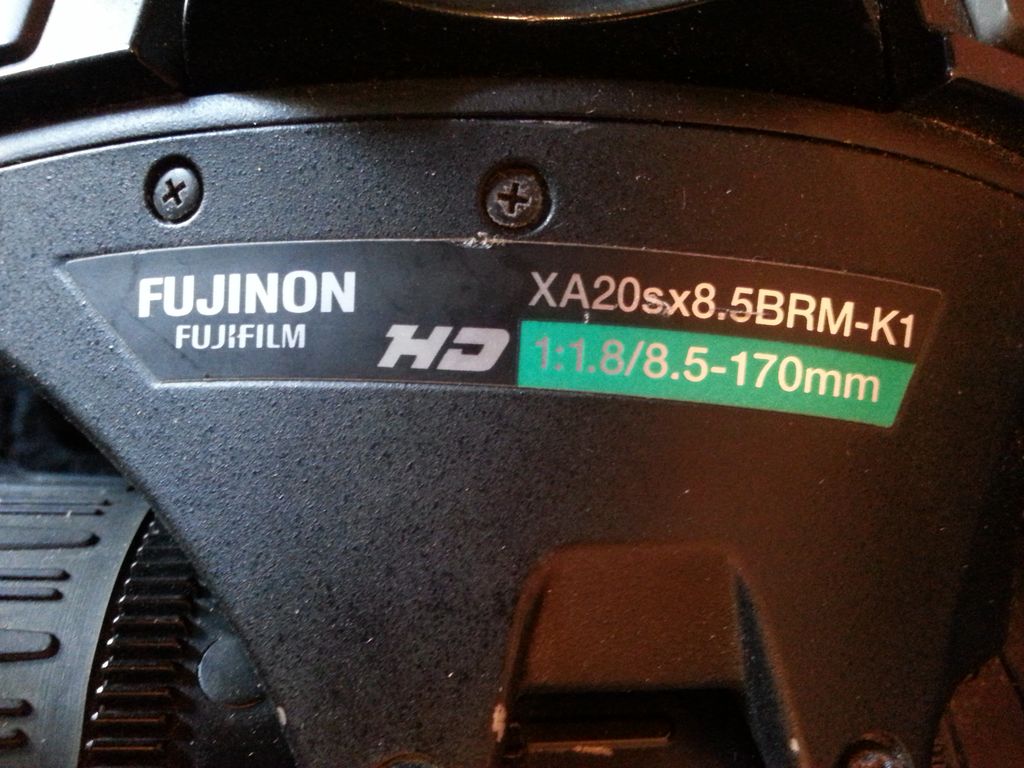 FUJINON
FUJIFILM
HD
XA20sx8.5BRM-K1
1:1.8/8.5-170mm